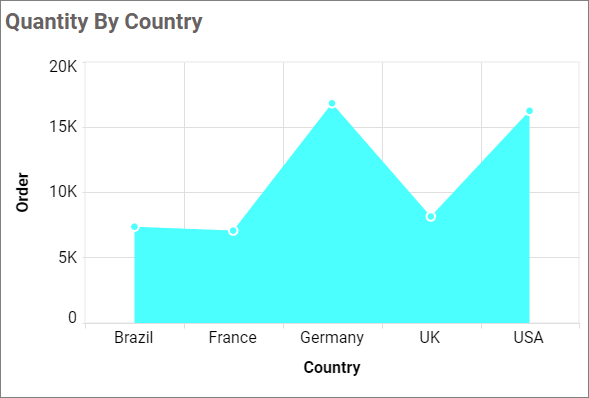 Quantity By Country
20K
15K
10K
5K
0
Order
Brazil France Germany UK USA
Country